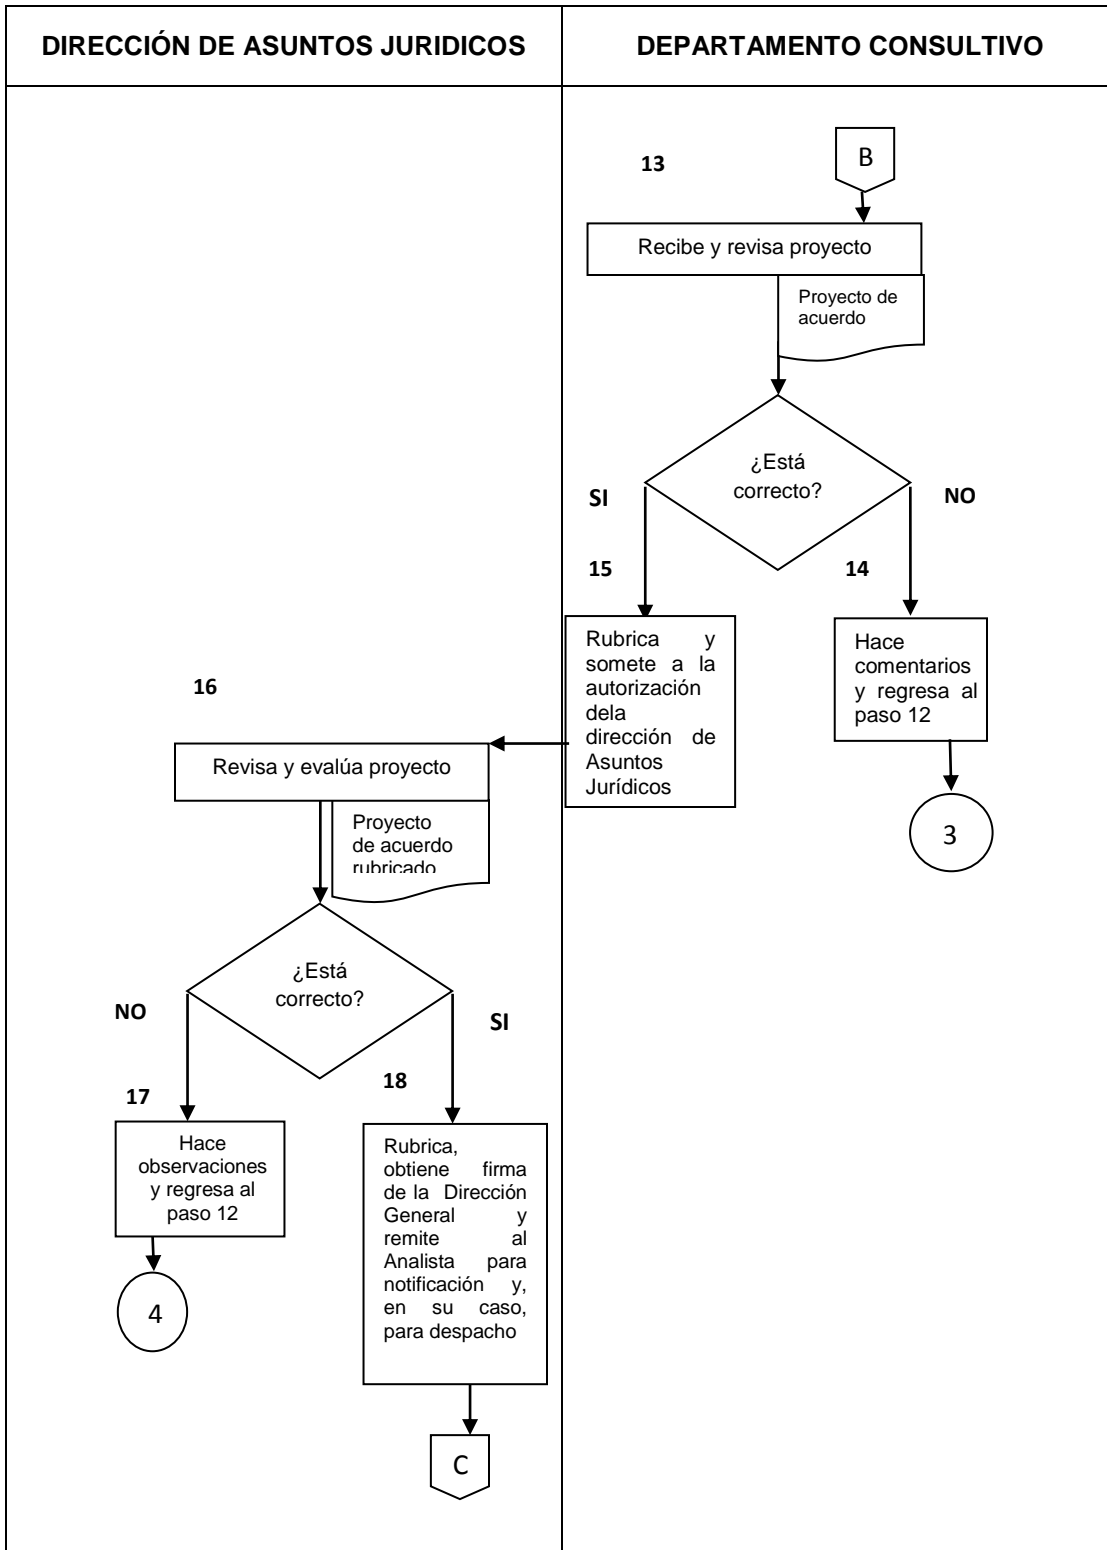 DIRECCIÓN DE ASUNTOS JURIDICOS
DEPARTAMENTO CONSULTIVO
B
13
Recibe y revisa proyecto
Proyecto de
acuerdo
¿Está
correcto?
SI
NO
15
14
Rubrica y
somete a la
autorización
dela
dirección de
Asuntos
Jurídicos
Hace
comentarios
y regresa al
paso 12
3
16
Revisa y evalúa proyecto
Proyecto
de acuerdo
rubricado
¿Está
correcto?
NO
SI
17
18
Hace
observaciones
y regresa al
paso 12
4
Rubrica,
obtiene firma
de la Dirección
General y
remite al
Analista para
notificación y,
en su caso,
para despacho
C